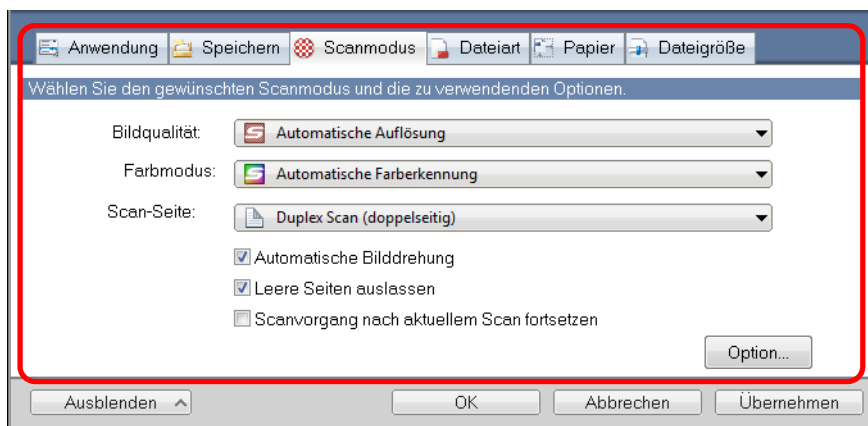 Anwendung Speichern Scanmodus Dateiart Papier Dateigröße
Wählen Sie den gewünschten Scanmodus und die zu verwendenden Optionen.
Bildqualität: Automatische Auflösung
Farbmodus: Automatische Farberkennung
Scan-Seite: Duplex Scan (doppelseitig)
Automatische Bilddrehung
Leere Seiten auslassen
Scanvorgang nach aktuellem Scan fortsetzen
Option...
Ausblenden OK Abbrechen Übernehmen